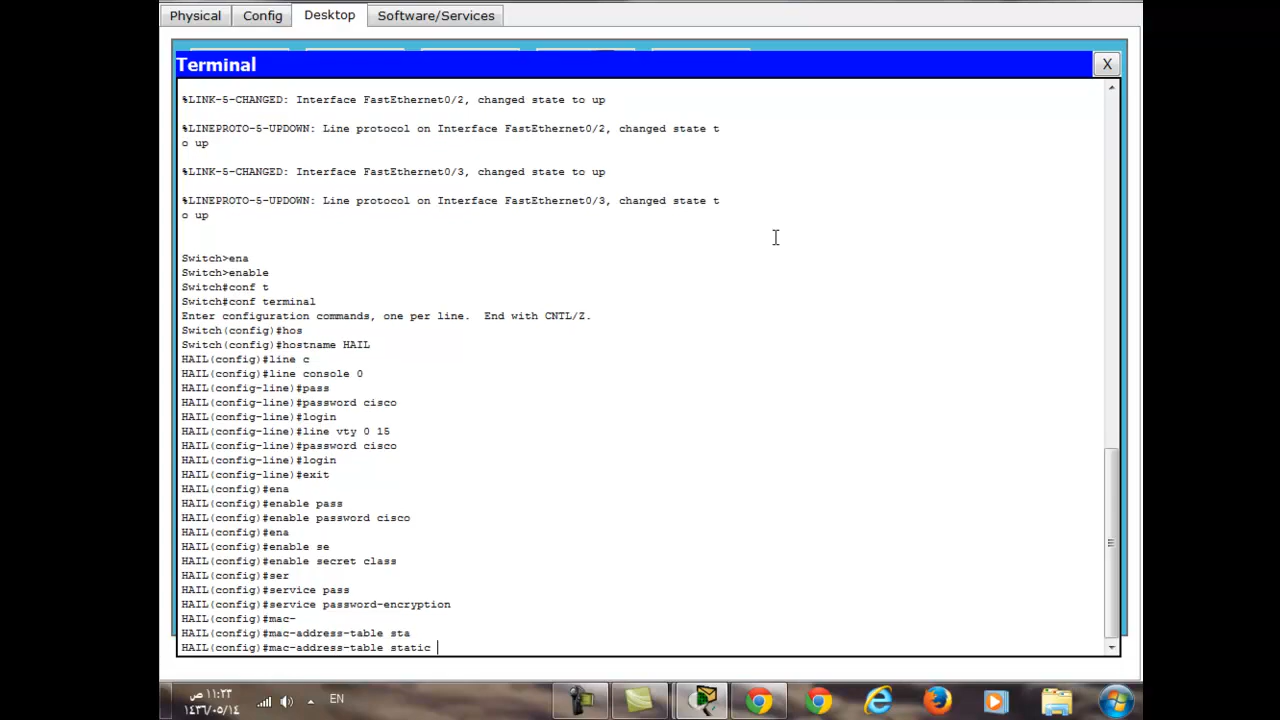 Physical Config Desktop Software/Services
Terminal X
%LINK-5-CHANGED: Interface FastEthernet0/2, changed state to up
%LINEPROTO-5-UPDOWN: Line protocol on Interface FastEthernet0/2, changed state t
o up
%LINK-5-CHANGED: Interface FastEthernet0/3, changed state to up
%LINEPROTO-5-UPDOWN: Line protocol on Interface FastEthernet0/3, changed state t
o up
Switch>ena
Switch>enable
Switch#conf t
Switch#conf terminal
Enter configuration commands, one per line.  End with CNTL/Z.
Switch(config)#hos
Switch(config)#hostname HAIL
HAIL(config)#line c
HAIL(config)#line console 0
HAIL(config-line)#pass
HAIL(config-line)#password cisco
HAIL(config-line)#login
HAIL(config-line)#line vty 0 15
HAIL(config-line)#password cisco
HAIL(config-line)#login
HAIL(config-line)#exit
HAIL(config)#ena
HAIL(config)#enable pass
HAIL(config)#enable password cisco
HAIL(config)#ena
HAIL(config)#enable se
HAIL(config)#enable secret class
HAIL(config)#ser
HAIL(config)#service pass
HAIL(config)#service password-encryption
HAIL(config)#mac-
HAIL(config)#mac-address-table sta
HAIL(config)#mac-address-table static
١١:٢٣ ص
١٤٣٦/٠٥/١٤
EN